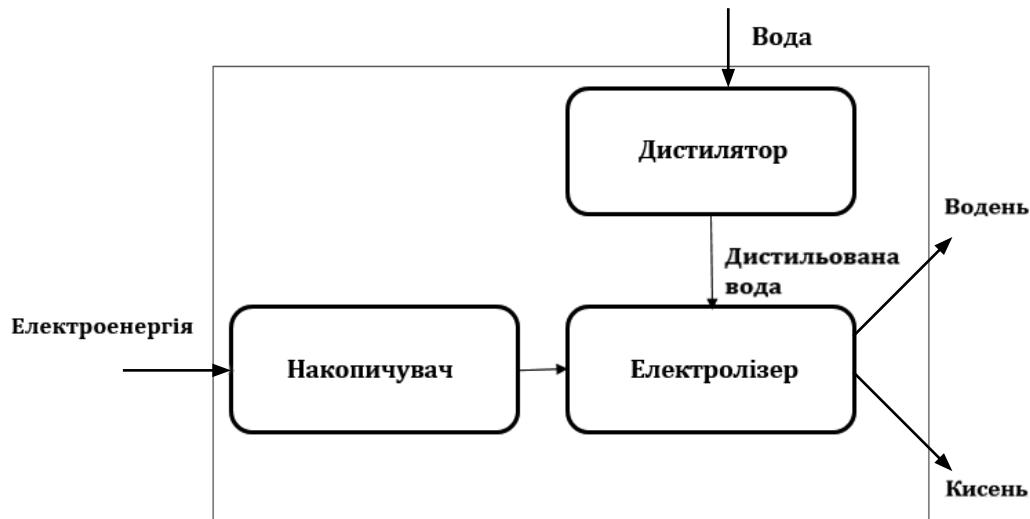 Вода
Дистилятор
Водень
Дистильована
вода
Електроенергія
Накопичувач
Електролізер
Кисень